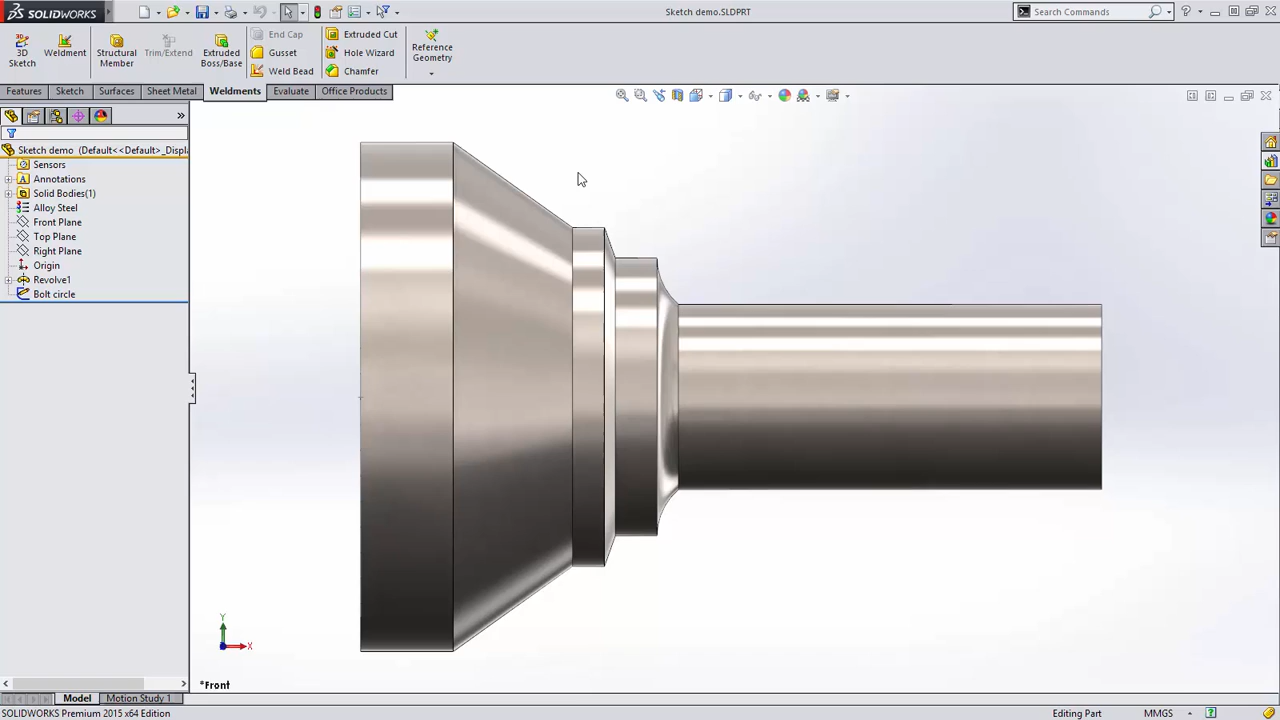 SOLIDWORKS
Sketch demo.SLDPRT
Search Commands
3D Sketch
Weldment
Structural Member
Trim/Extend
Extruded Boss/Base
End Cap
Gusset
Weld Bead
Extruded Cut
Hole Wizard
Chamfer
Reference Geometry
Features
Sketch
Surfaces
Sheet Metal
Weldments
Evaluate
Office Products
Sketch demo (Default<<Default>_Displa
Sensors
Annotations
Solid Bodies(1)
Alloy Steel
Front Plane
Top Plane
Right Plane
Origin
Revolve1
Bolt circle
Y
X
*Front
Model
Motion Study 1
SOLIDWORKS Premium 2015 x64 Edition
Editing Part
MMGS